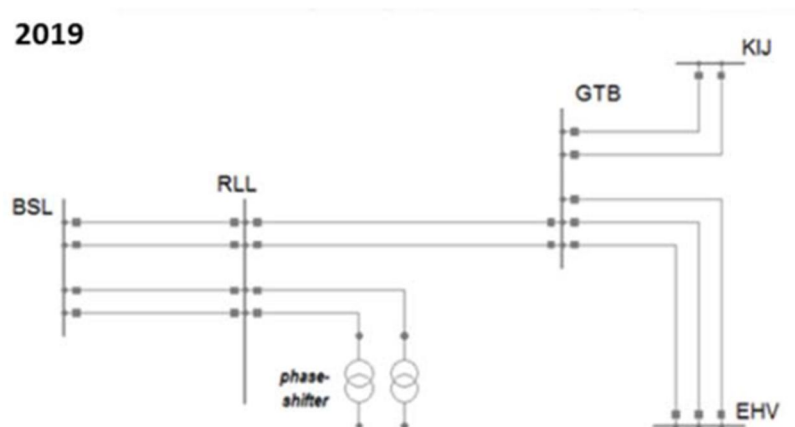 2019
KIJ
GTB
RLL
BSL
phase-
shifter
EHV